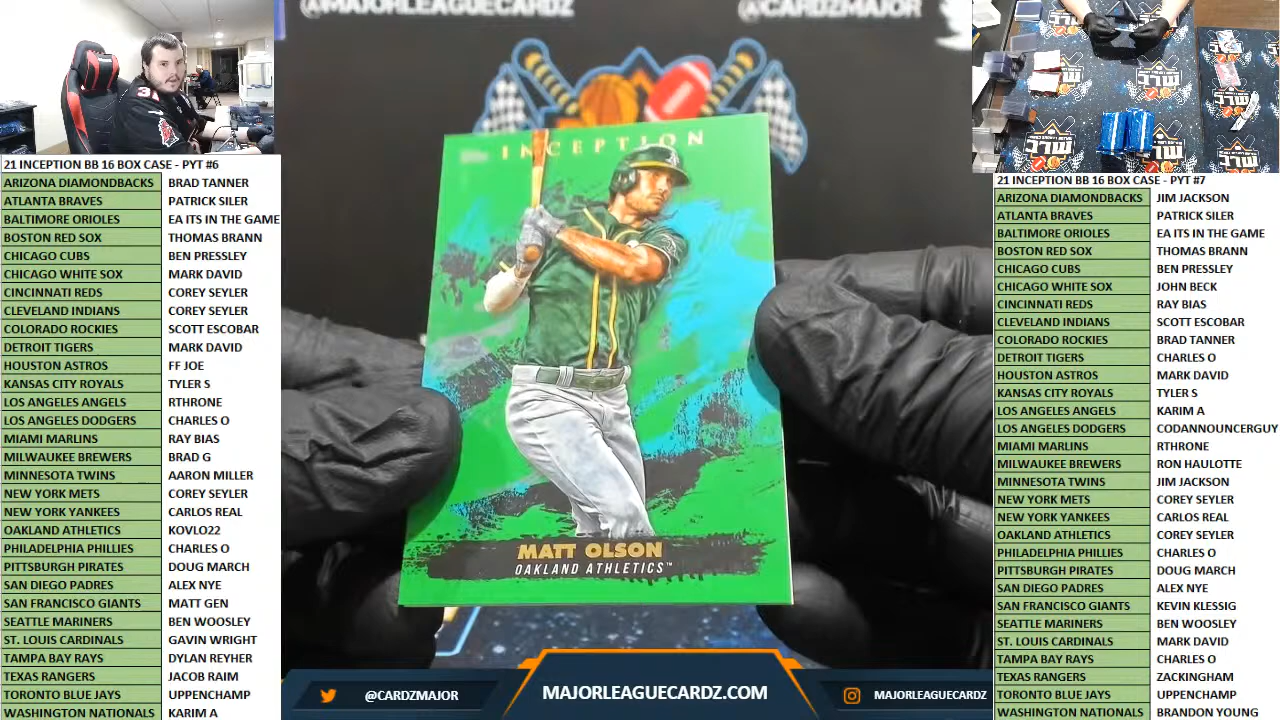 @MAJORLEAGUECARDZ
@CARDZMAJOR
21 INCEPTION BB 16 BOX CASE - PYT #6
ARIZONA DIAMONDBACKS BRAD TANNER
ATLANTA BRAVES PATRICK SILER
BALTIMORE ORIOLES EA ITS IN THE GAME
BOSTON RED SOX THOMAS BRANN
CHICAGO CUBS BEN PRESSLEY
CHICAGO WHITE SOX MARK DAVID
CINCINNATI REDS COREY SEYLER
CLEVELAND INDIANS COREY SEYLER
COLORADO ROCKIES SCOTT ESCOBAR
DETROIT TIGERS MARK DAVID
HOUSTON ASTROS FF JOE
KANSAS CITY ROYALS TYLER S
LOS ANGELES ANGELS RTHRONE
LOS ANGELES DODGERS CHARLES O
MIAMI MARLINS RAY BIAS
MILWAUKEE BREWERS BRAD G
MINNESOTA TWINS AARON MILLER
NEW YORK METS COREY SEYLER
NEW YORK YANKEES CARLOS REAL
OAKLAND ATHLETICS KOVLO22
PHILADELPHIA PHILLIES CHARLES O
PITTSBURGH PIRATES DOUG MARCH
SAN DIEGO PADRES ALEX NYE
SAN FRANCISCO GIANTS MATT GEN
SEATTLE MARINERS BEN WOOSLEY
ST. LOUIS CARDINALS GAVIN WRIGHT
TAMPA BAY RAYS DYLAN REYHER
TEXAS RANGERS JACOB RAIM
TORONTO BLUE JAYS UPPENCHAMP
WASHINGTON NATIONALS KARIM A
INCEPTION
MATT OLSON
OAKLAND ATHLETICS™
@CARDZMAJOR
MAJORLEAGUECARDZ.COM
MAJORLEAGUECARDZ
21 INCEPTION BB 16 BOX CASE - PYT #7
ARIZONA DIAMONDBACKS JIM JACKSON
ATLANTA BRAVES PATRICK SILER
BALTIMORE ORIOLES EA ITS IN THE GAME
BOSTON RED SOX THOMAS BRANN
CHICAGO CUBS BEN PRESSLEY
CHICAGO WHITE SOX JOHN BECK
CINCINNATI REDS RAY BIAS
CLEVELAND INDIANS SCOTT ESCOBAR
COLORADO ROCKIES BRAD TANNER
DETROIT TIGERS CHARLES O
HOUSTON ASTROS MARK DAVID
KANSAS CITY ROYALS TYLER S
LOS ANGELES ANGELS KARIM A
LOS ANGELES DODGERS CODANNOUNCERGUY
MIAMI MARLINS RTHRONE
MILWAUKEE BREWERS RON HAULOTTE
MINNESOTA TWINS JIM JACKSON
NEW YORK METS COREY SEYLER
NEW YORK YANKEES CARLOS REAL
OAKLAND ATHLETICS COREY SEYLER
PHILADELPHIA PHILLIES CHARLES O
PITTSBURGH PIRATES DOUG MARCH
SAN DIEGO PADRES ALEX NYE
SAN FRANCISCO GIANTS KEVIN KLESSIG
SEATTLE MARINERS BEN WOOSLEY
ST. LOUIS CARDINALS MARK DAVID
TAMPA BAY RAYS CHARLES O
TEXAS RANGERS ZACKINGHAM
TORONTO BLUE JAYS UPPENCHAMP
WASHINGTON NATIONALS BRANDON YOUNG